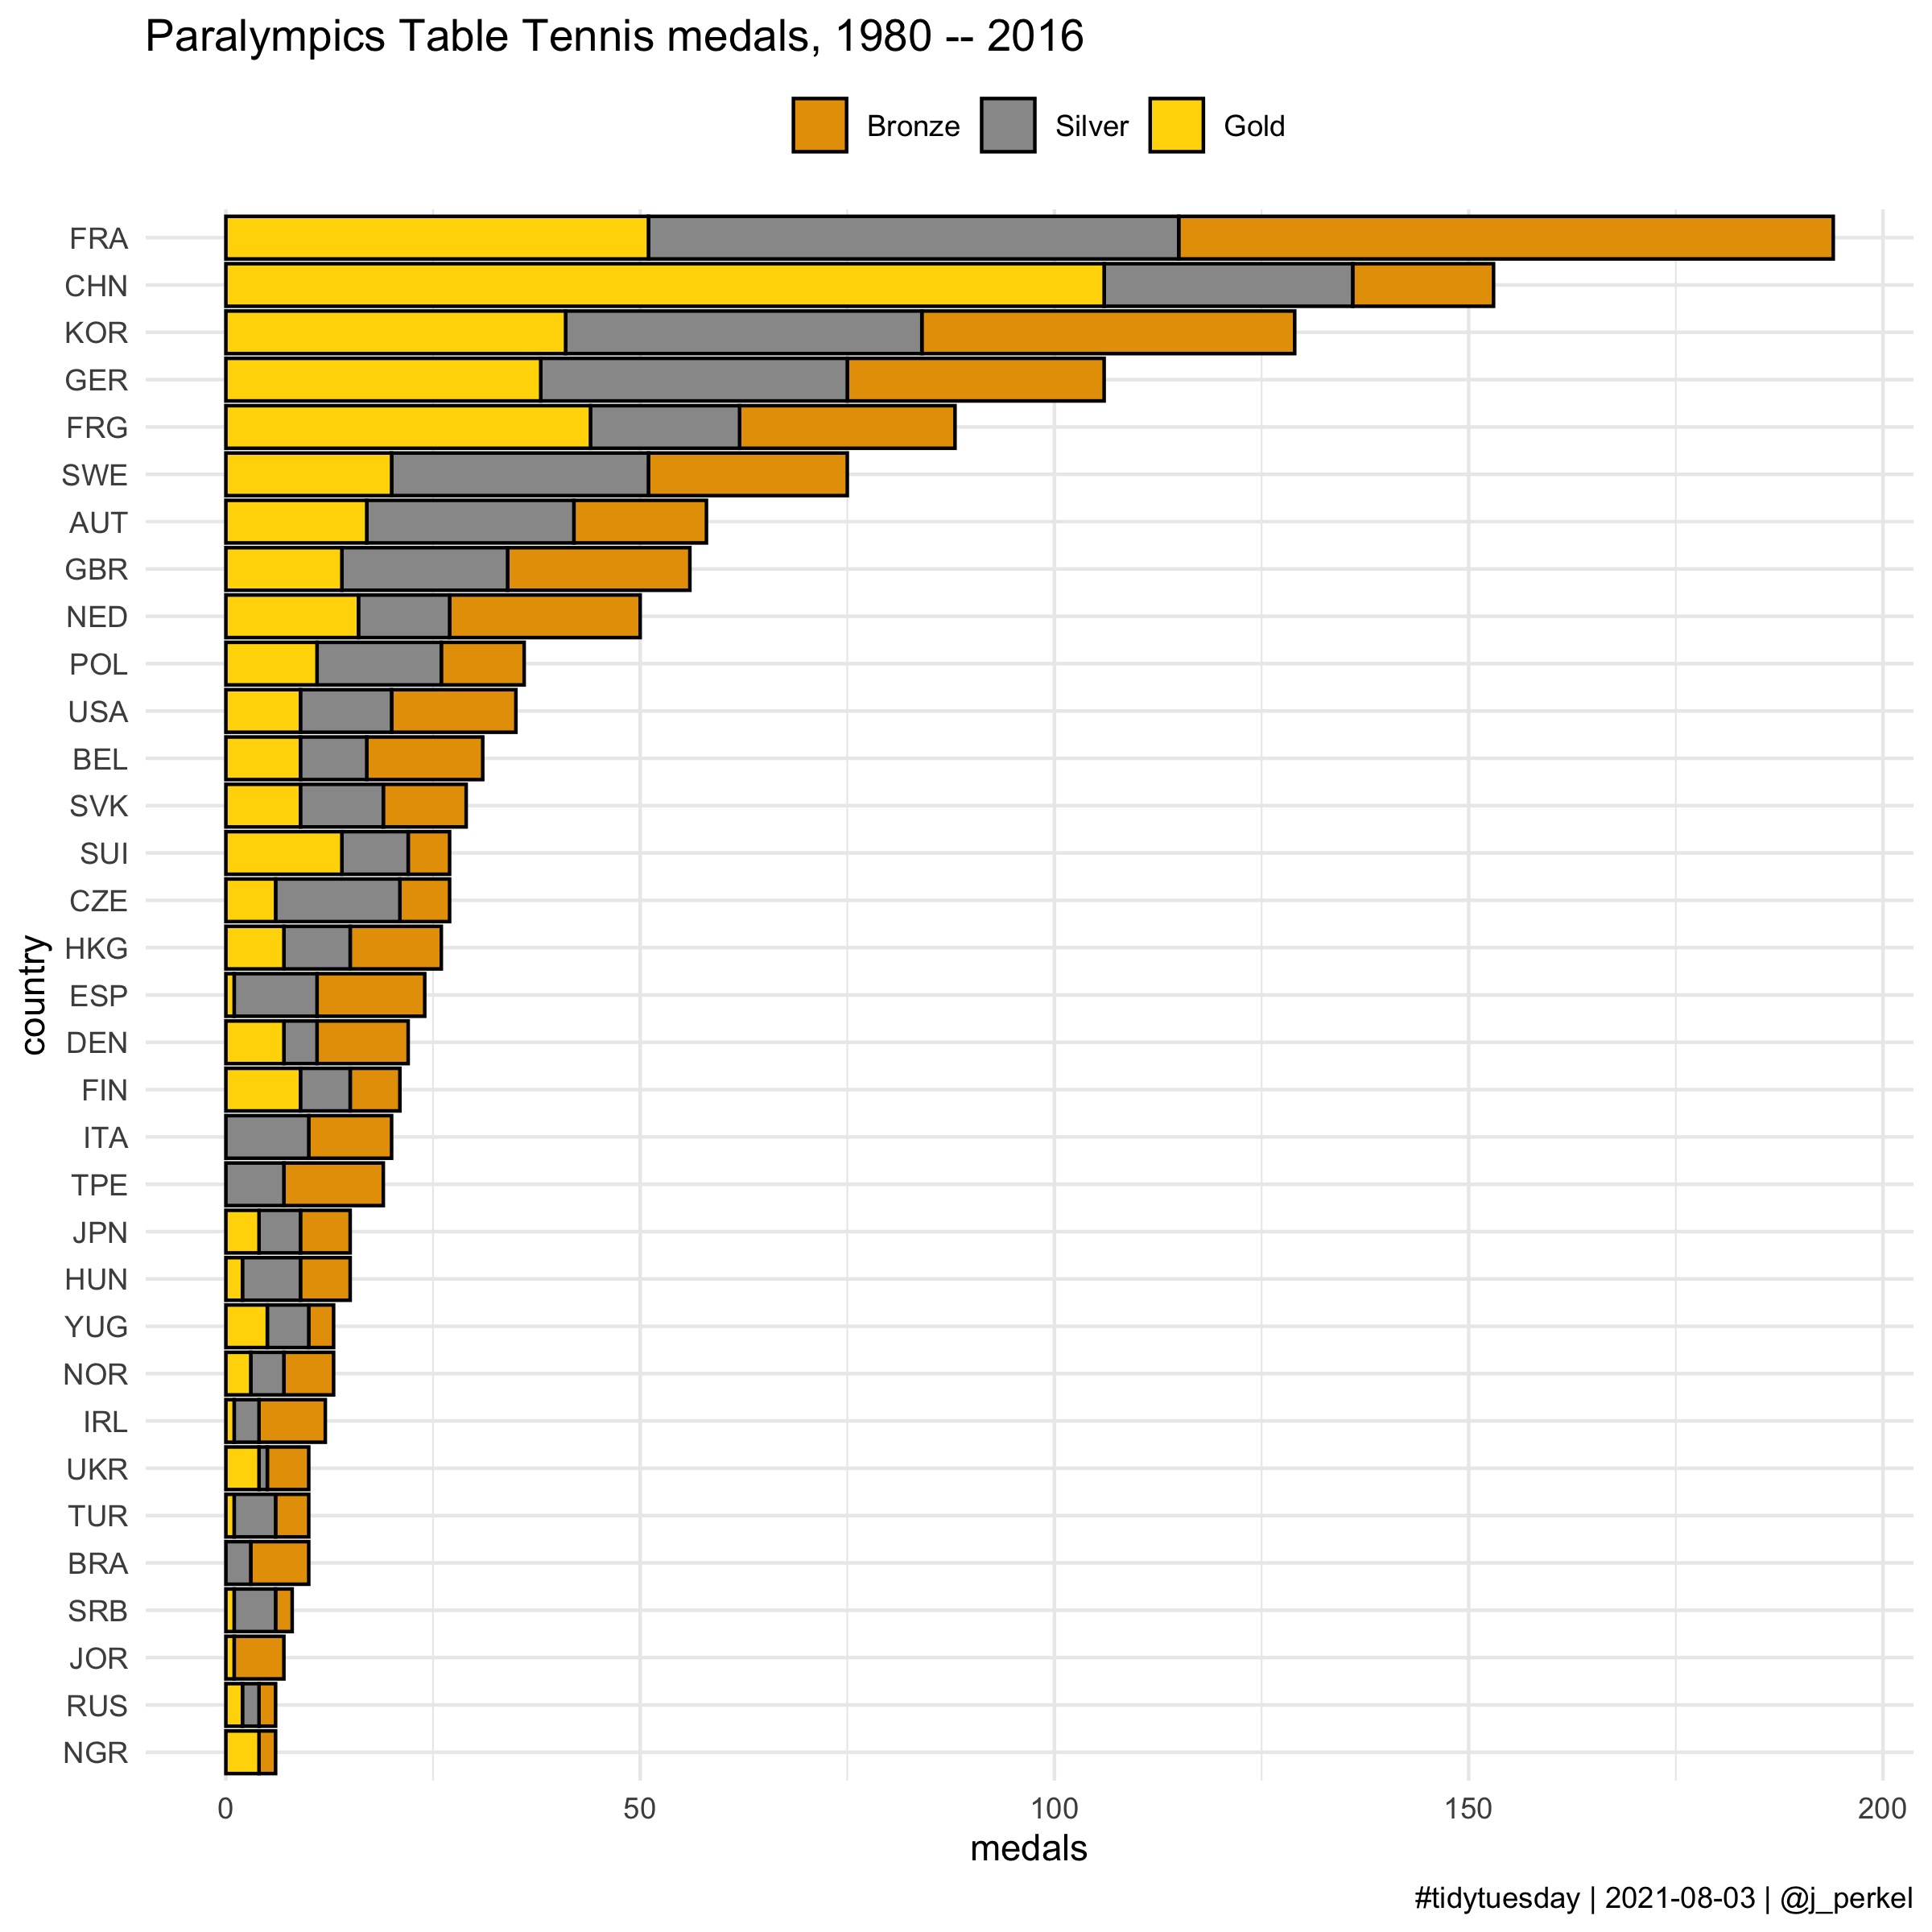 Paralympics Table Tennis medals, 1980 -- 2016
Bronze Silver Gold
FRA
CHN
KOR
GER
FRG
SWE
AUT
GBR
NED
POL
USA
BEL
SVK
SUI
CZE
HKG
ESP
DEN
FIN
ITA
TPE
JPN
HUN
YUG
NOR
IRL
UKR
TUR
BRA
SRB
JOR
RUS
NGR
country
0 50 100 150 200
medals
#tidytuesday | 2021-08-03 | @j_perkel